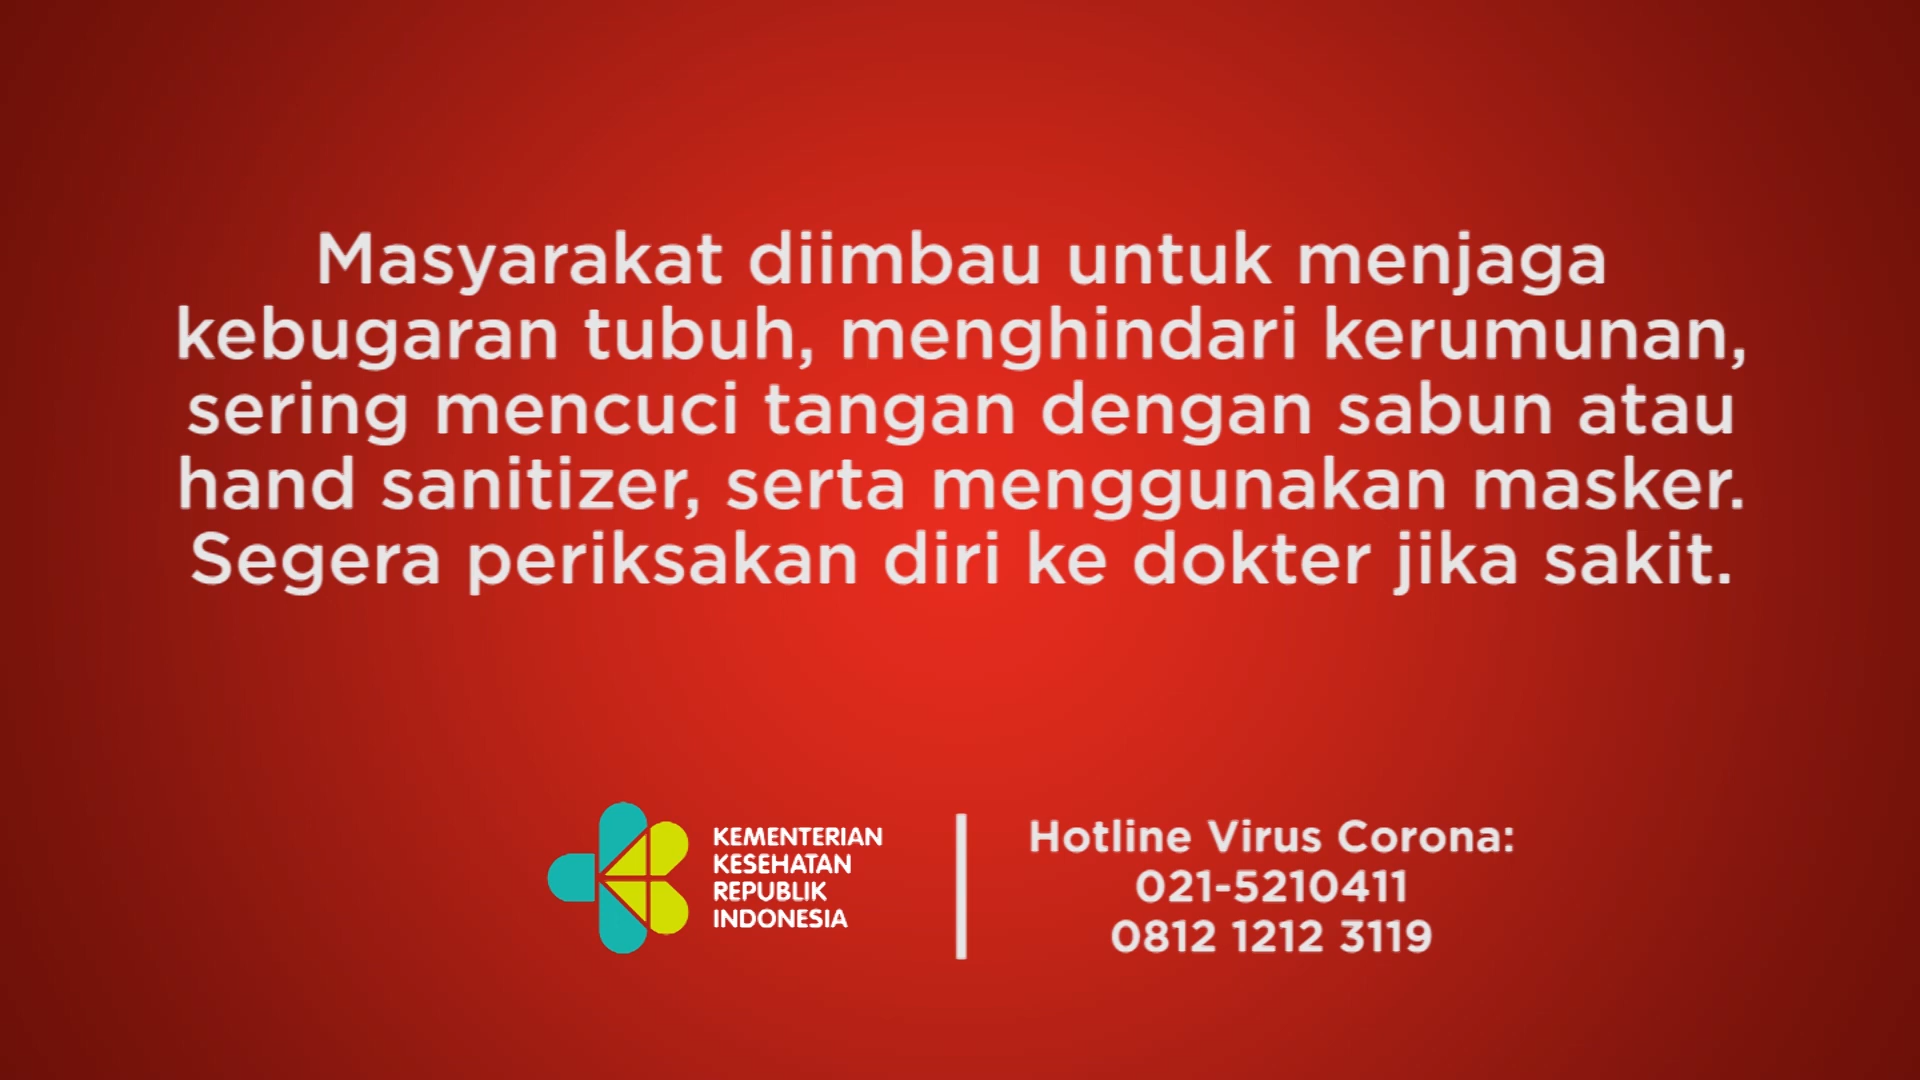 Masyarakat diimbau untuk menjaga
kebugaran tubuh, menghindari kerumunan,
sering mencuci tangan dengan sabun atau
hand sanitizer, serta menggunakan masker.
Segera periksakan diri ke dokter jika sakit.
KEMENTERIAN
KESEHATAN
REPUBLIK
INDONESIA
Hotline Virus Corona:
021-5210411
0812 1212 3119